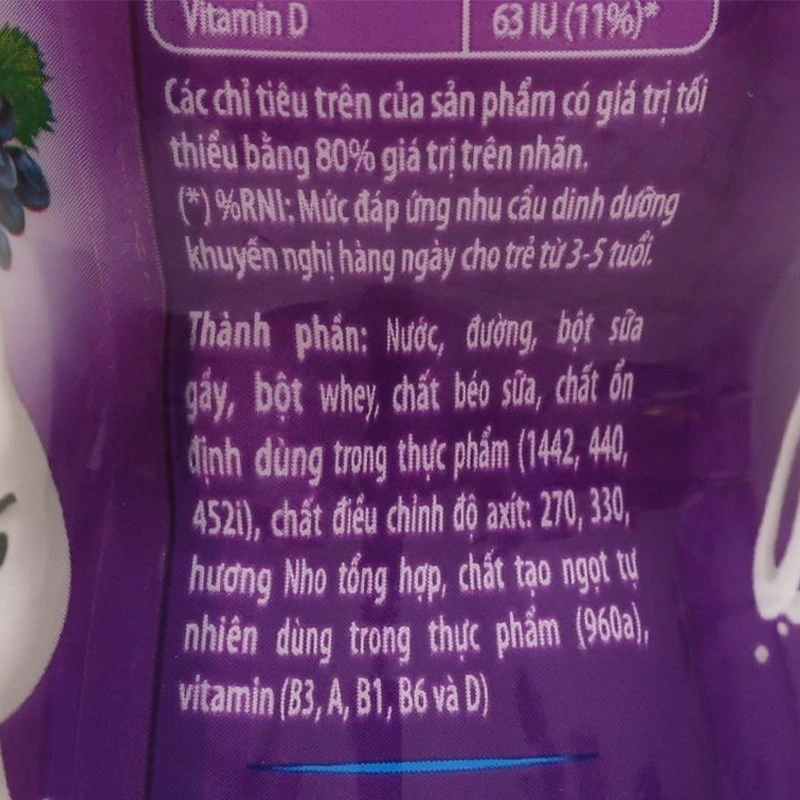 Vitamin D 63 IU (11%)*
Các chỉ tiêu trên của sản phẩm có giá trị tối
thiểu bằng 80% giá trị trên nhãn.
(*) %RNI: Mức đáp ứng nhu cầu dinh dưỡng
khuyến nghị hàng ngày cho trẻ từ 3-5 tuổi.
Thành phần: Nước, đường, bột sữa
gầy, bột whey, chất béo sữa, chất ổn
định dùng trong thực phẩm (1442, 440,
452i), chất điều chỉnh độ axít: 270, 330,
hương Nho tổng hợp, chất tạo ngọt tự
nhiên dùng trong thực phẩm (960a),
vitamin (B3, A, B1, B6 và D)